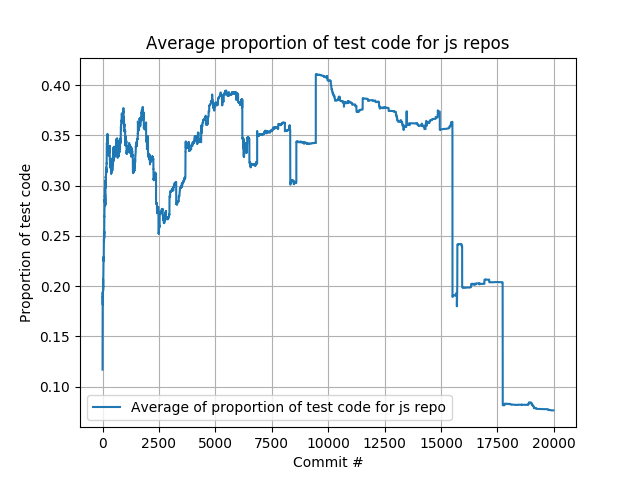 Average proportion of test code for js repos
0.40
0.35
0.30
0.25
0.20
0.15
0.10
Proportion of test code
Average of proportion of test code for js repo
0 2500 5000 7500 10000 12500 15000 17500 20000
Commit #